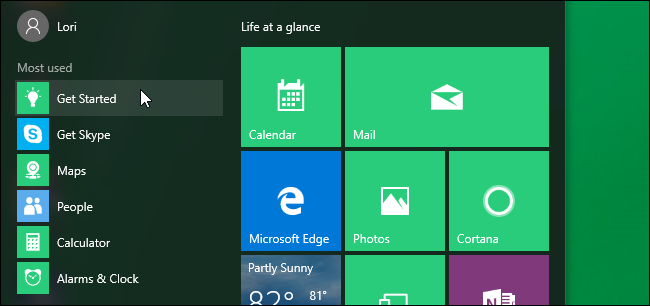 Lori
Most used
Get Started
Get Skype
Maps
People
Calculator
Alarms & Clock
Life at a glance
Calendar
Mail
Microsoft Edge
Photos
Cortana
Partly Sunny
82° 81°